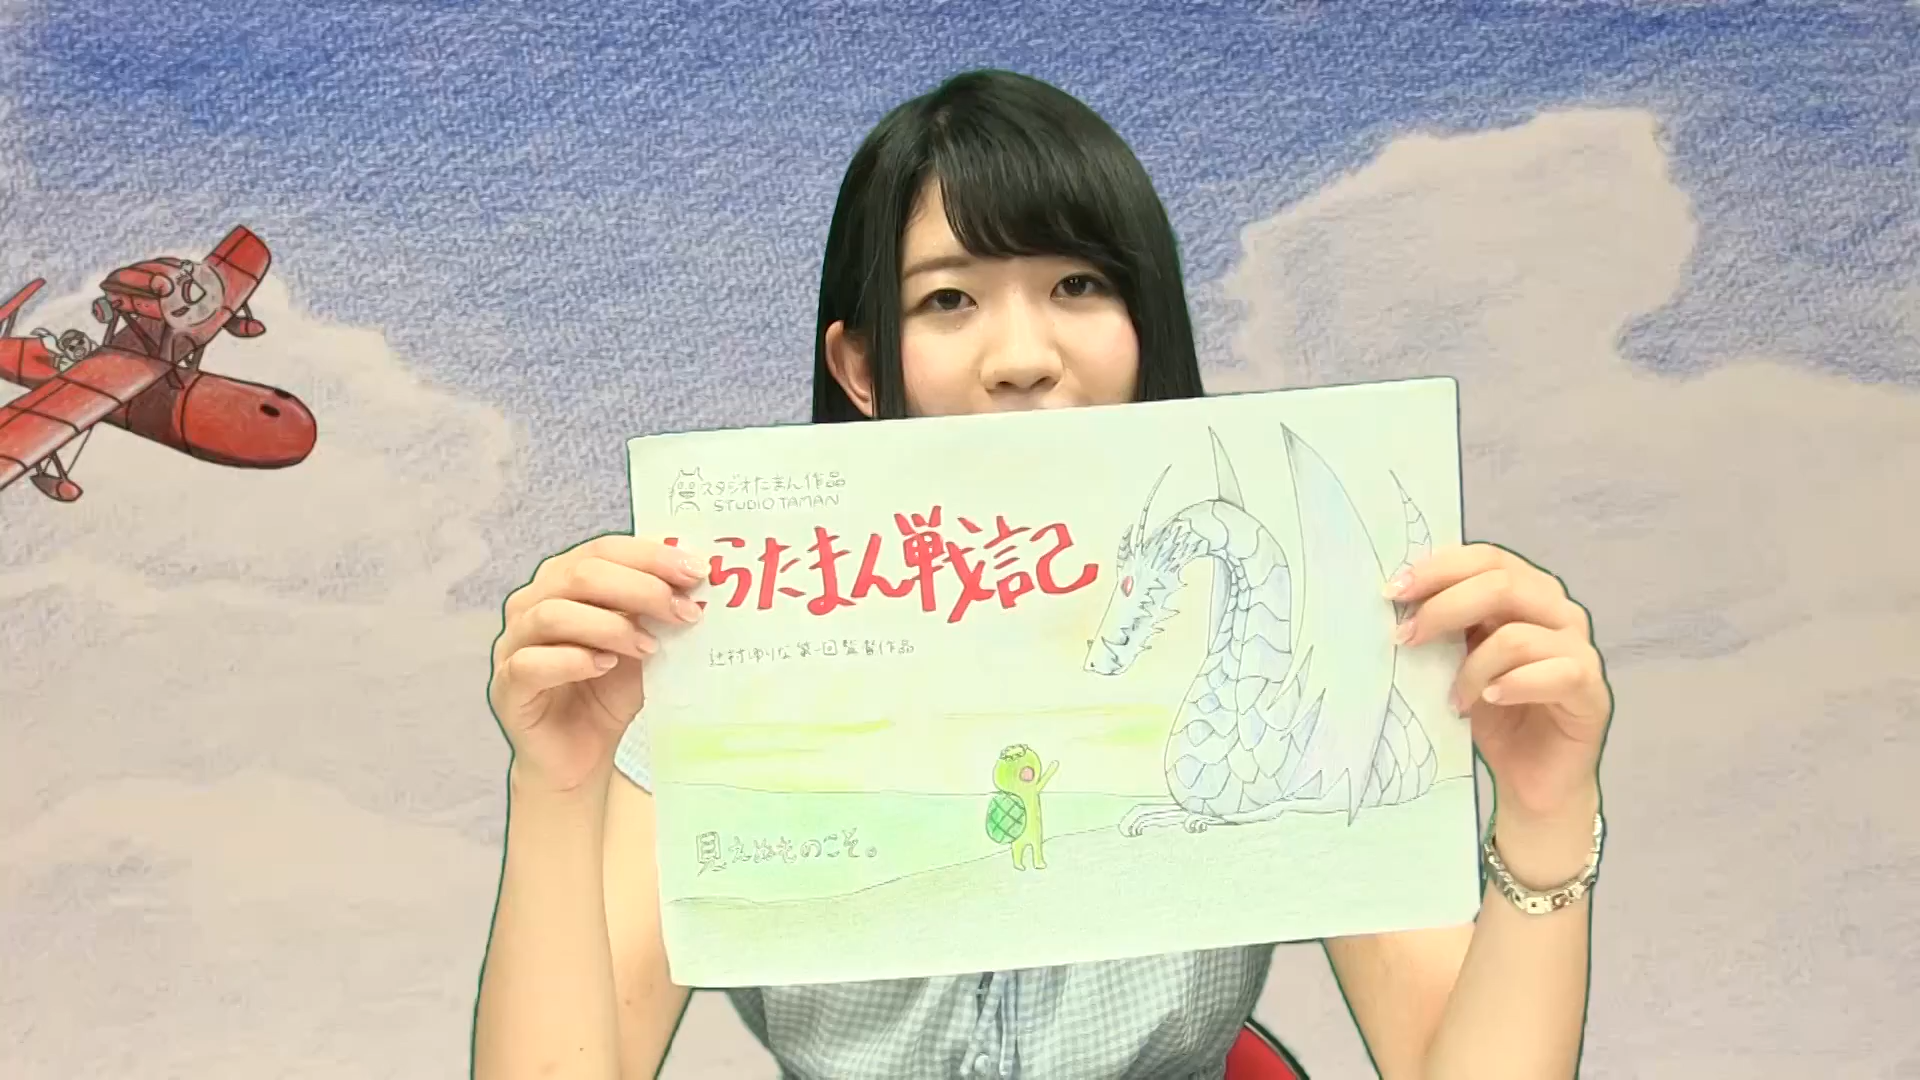 スタジオたまん作品
STUDIO TAMAN
らたまん戦記
辻村ゆりな第一回監督作品
見えぬものこそ。